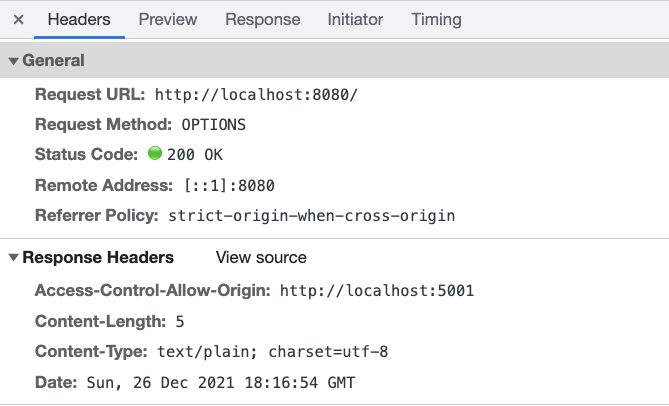 × Headers Preview Response Initiator Timing
▼ General
Request URL: http://localhost:8080/
Request Method: OPTIONS
Status Code: 200 OK
Remote Address: [::1]:8080
Referrer Policy: strict-origin-when-cross-origin
▼ Response Headers View source
Access-Control-Allow-Origin: http://localhost:5001
Content-Length: 5
Content-Type: text/plain; charset=utf-8
Date: Sun, 26 Dec 2021 18:16:54 GMT